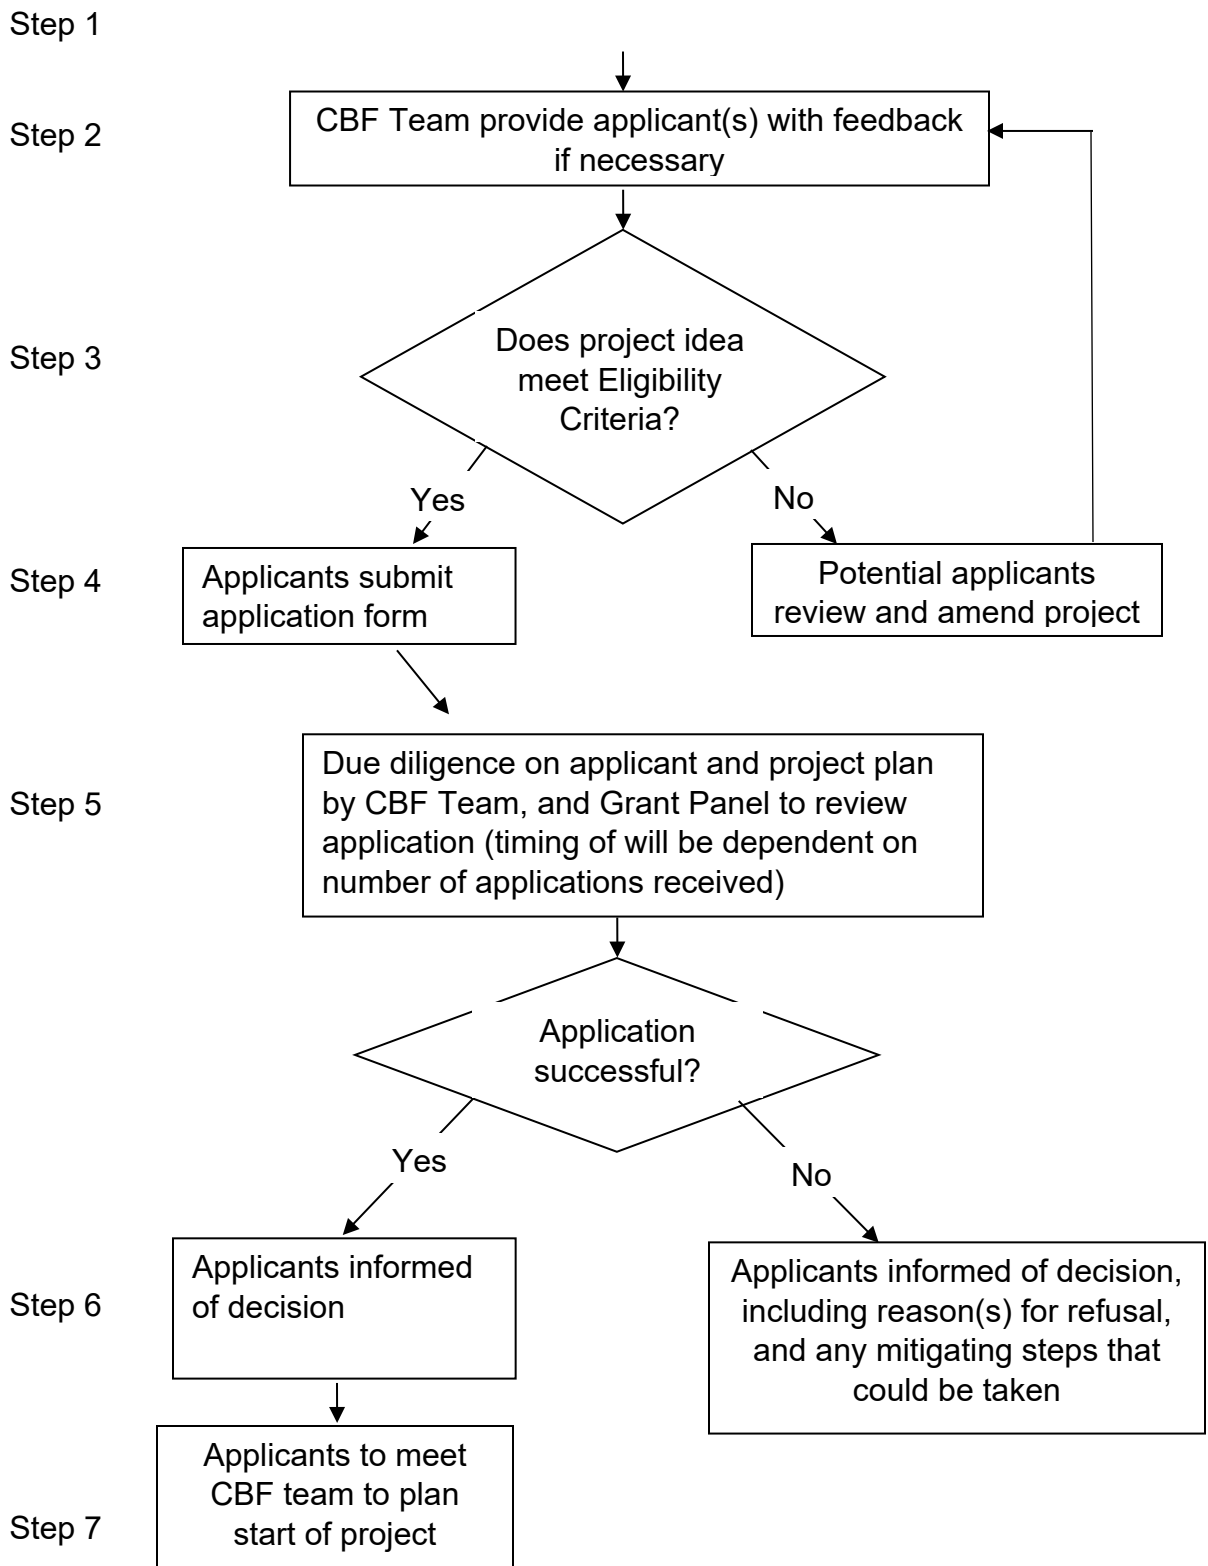 Step 1
Step 2
CBF Team provide applicant(s) with feedback
if necessary
Step 3
Does project idea
meet Eligibility
Criteria?
Yes
No
Step 4
Applicants submit
application form
Potential applicants
review and amend project
Step 5
Due diligence on applicant and project plan
by CBF Team, and Grant Panel to review
application (timing of will be dependent on
number of applications received)
Application
successful?
Yes
No
Step 6
Applicants informed
of decision
Applicants informed of decision,
including reason(s) for refusal,
and any mitigating steps that
could be taken
Step 7
Applicants to meet
CBF team to plan
start of project